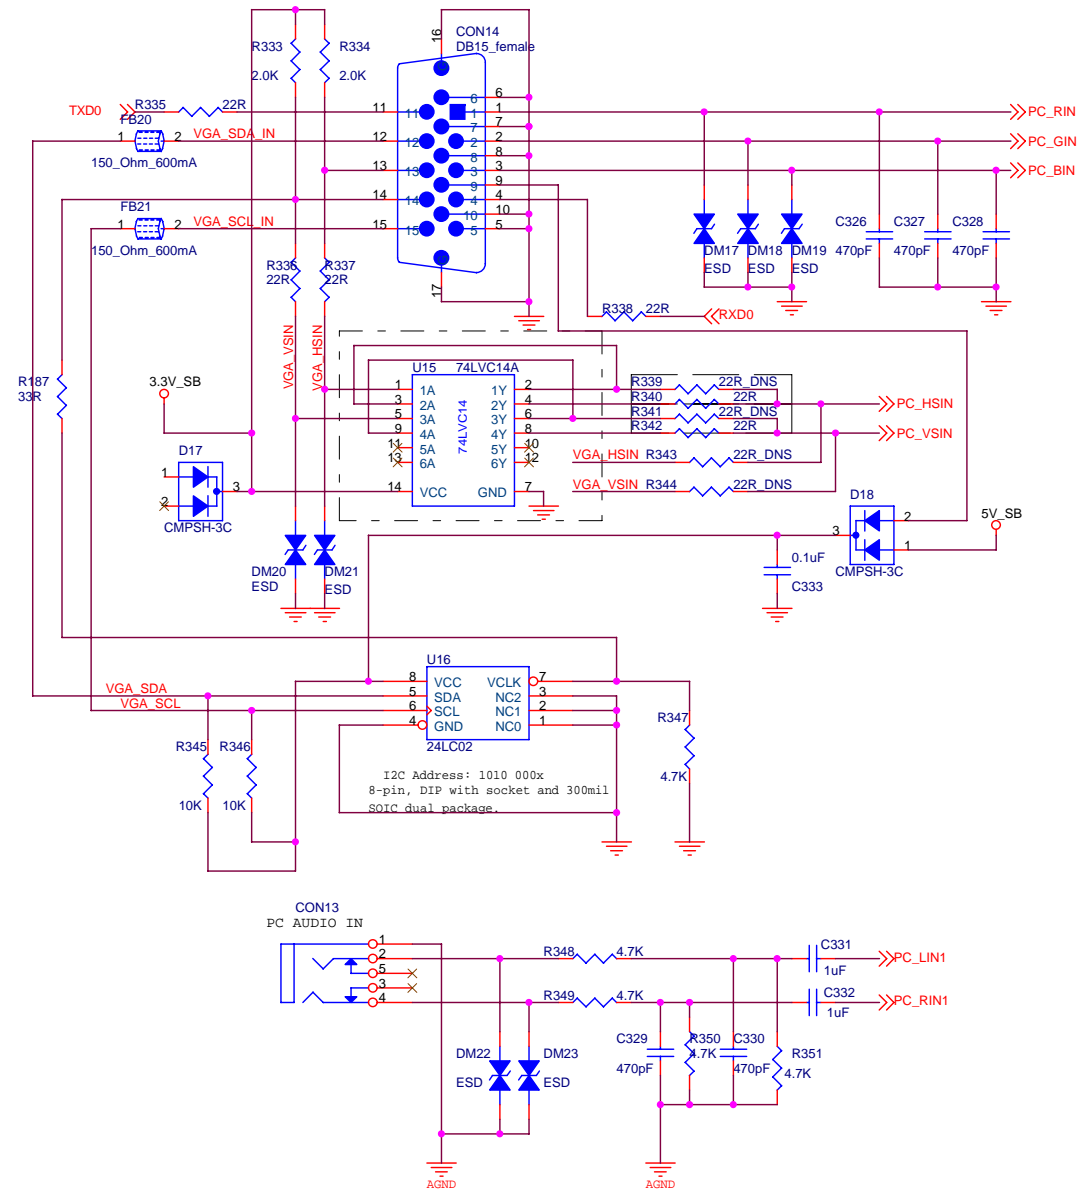 16
CON14
DB15_female
R333
R334
2.0K
2.0K
TXD0
R335
22R
11
11
6
6
1
1
FB20
1
2
VGA_SDA_IN
12
12
7
7
2
2
150_Ohm_600mA
13
13
8
8
3
3
14
14
9
9
4
4
FB21
1
2
VGA_SCL_IN
15
15
10
10
5
5
150_Ohm_600mA
17
PC_RIN
PC_GIN
PC_BIN
DM17
DM18
DM19
ESD
ESD
ESD
C326
C327
C328
470pF
470pF
470pF
R336
R337
22R
22R
R338
22R
RXD0
VGA_VSIN
VGA_HSIN
R187
33R
3.3V_SB
U15
74LVC14A
74LVC14
1
1A
1Y
2
3
2A
2Y
4
5
3A
3Y
6
9
4A
4Y
8
11
5A
5Y
10
13
6A
6Y
12
14
VCC
GND
7
R339
22R_DNS
R340
22R
R341
22R_DNS
R342
22R
PC_HSIN
PC_VSIN
VGA_HSIN
R343
22R_DNS
VGA_VSIN
R344
22R_DNS
D17
1
2
3
CMPSH-3C
D18
3
2
1
CMPSH-3C
5V_SB
0.1uF
C333
DM20
DM21
ESD
ESD
U16
8
VCC
VCLK
7
5
SDA
NC2
3
6
SCL
NC1
2
4
GND
NC0
1
24LC02
VGA_SDA
VGA_SCL
R345
R346
10K
10K
R347
4.7K
I2C Address: 1010 000x
8-pin, DIP with socket and 300mil
SOIC dual package.
CON13
PC AUDIO IN
1
2
5
3
4
R348
4.7K
R349
4.7K
C331
1uF
PC_LIN1
C332
1uF
PC_RIN1
DM22
DM23
ESD
ESD
C329
R350
C330
R351
470pF
4.7K
470pF
4.7K
AGND
AGND